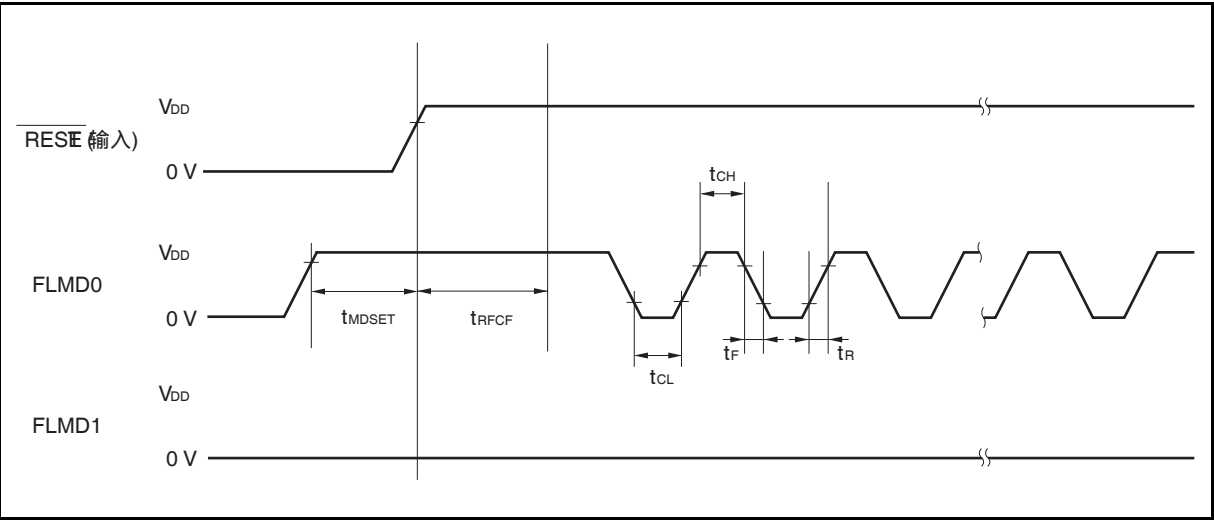 VDD
RESET (输入)
0 V
tCH
VDD
FLMD0
0 V
tMDSET
tRFCF
tF
tR
tCL
VDD
FLMD1
0 V